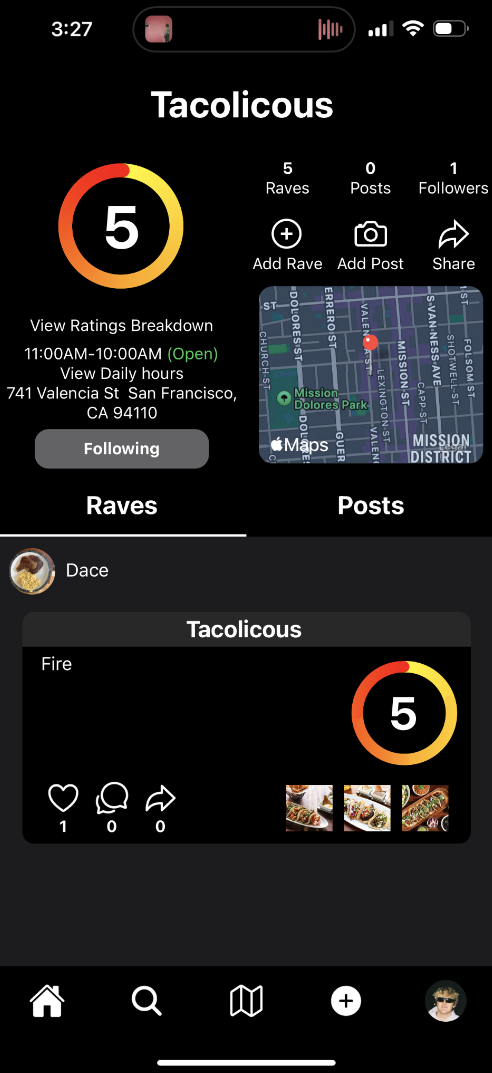 3:27
Tacolicous
5
5
Raves
0
Posts
1
Followers
Add Rave
Add Post
Share
View Ratings Breakdown
11:00AM-10:00AM (Open)
View Daily hours
741 Valencia St San Francisco,
CA 94110
Following
ST
DOLORES ST
ERRERO ST
VALENCIA ST
MISSION ST
S-VAN-NESS-AVE
SHOTWELL-ST
FOLSOM ST
CHURCH ST
LEXINGTON ST
CAPP ST
Mission
Dolores Park
GUER
VALENC
Maps
MISSION
DISTRICT
Raves
Posts
Dace
Tacolicous
Fire
5
1
0
0